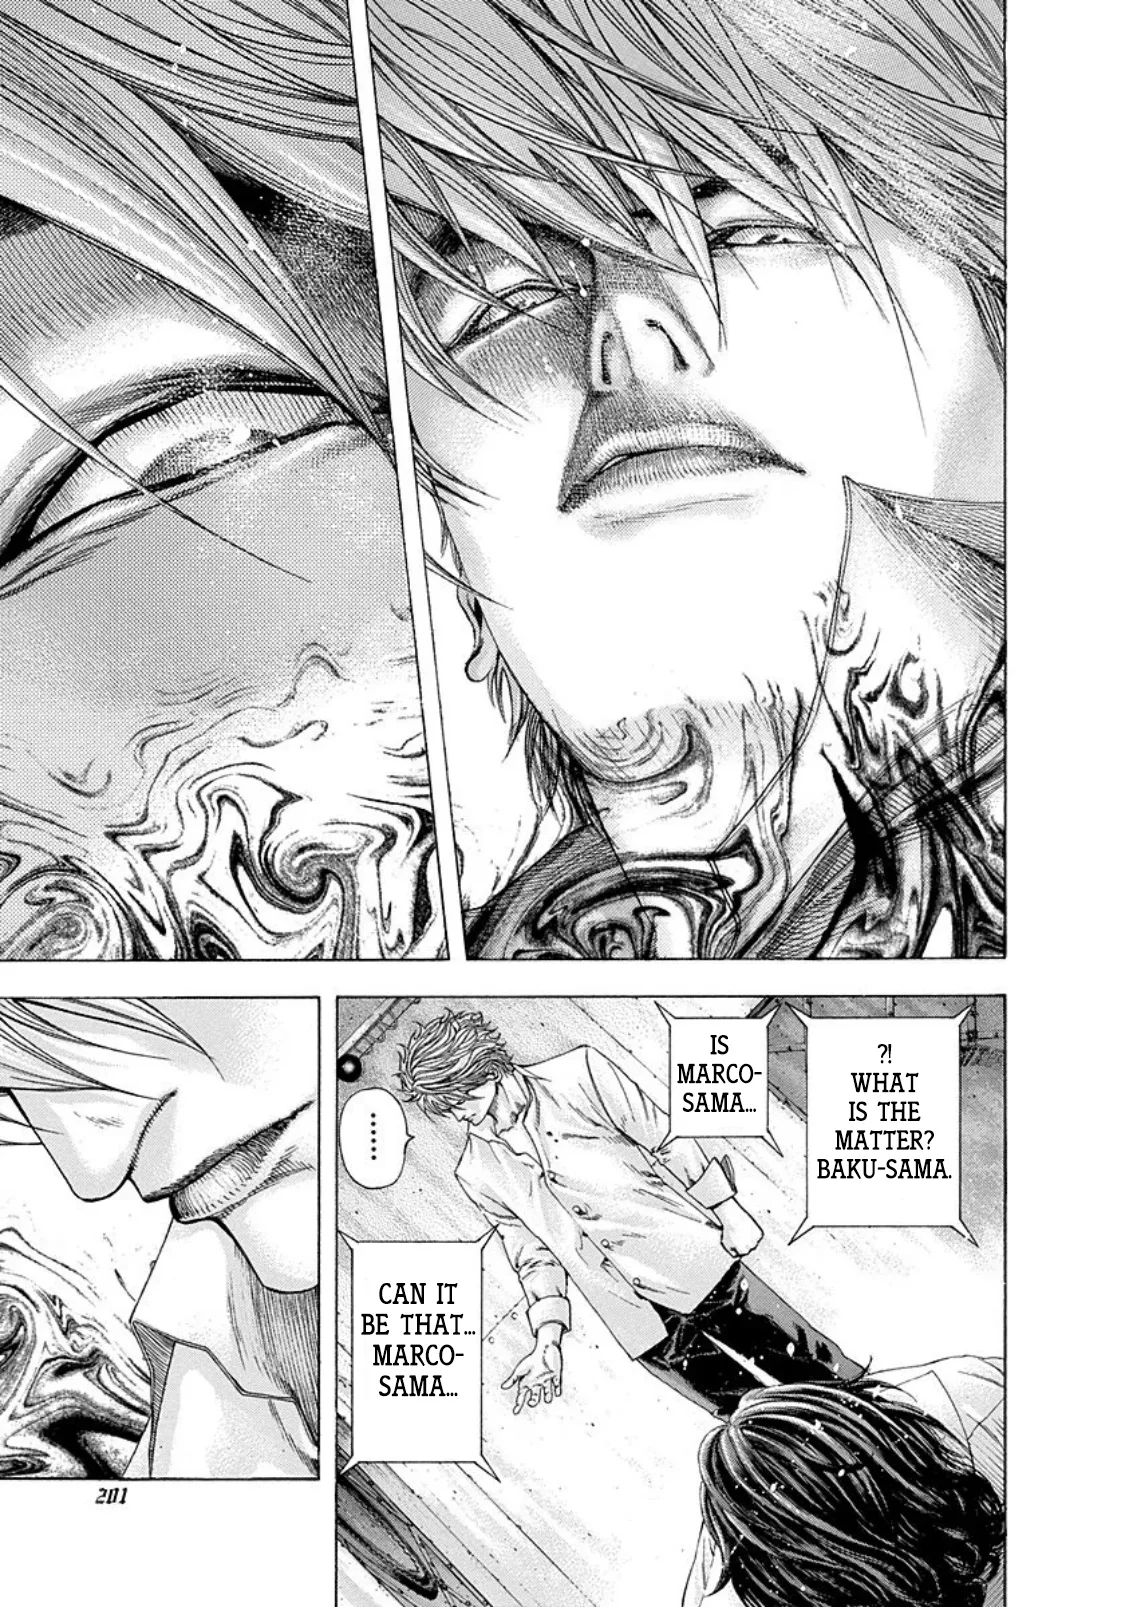 ?!
WHAT
IS THE
MATTER?
BAKU-SAMA.
IS
MARCO-
SAMA...
......
CAN IT
BE THAT...
MARCO-
SAMA...
201